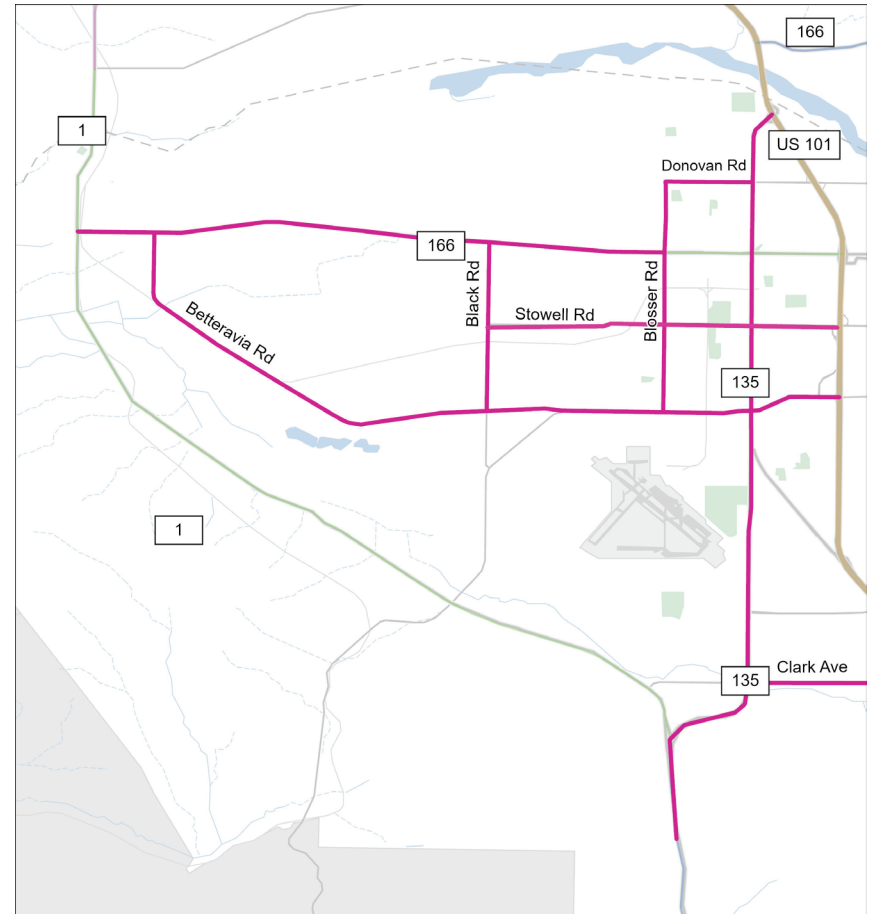 166
1
US 101
Donovan Rd
166
Black Rd
Blosser Rd
Stowell Rd
Betteravia Rd
135
1
Clark Ave
135